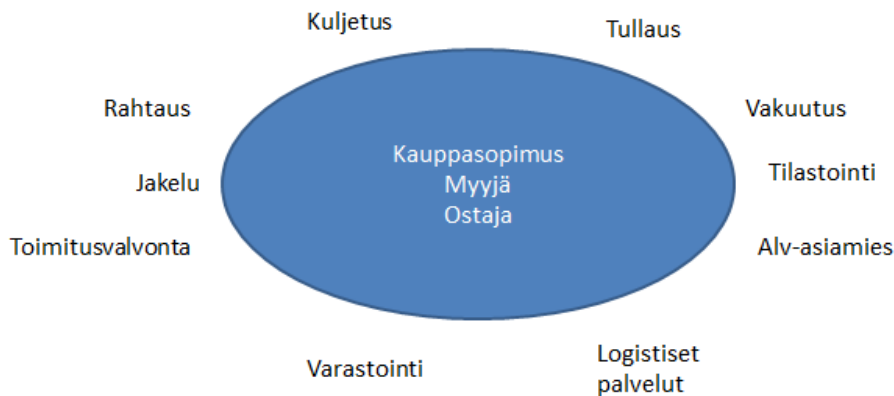 Kuljetus
Tullaus
Rahtaus
Vakuutus
Kauppasopimus
Myyjä
Ostaja
Jakelu
Tilastointi
Toimitusvalvonta
Alv-asiamies
Varastointi
Logistiset
palvelut